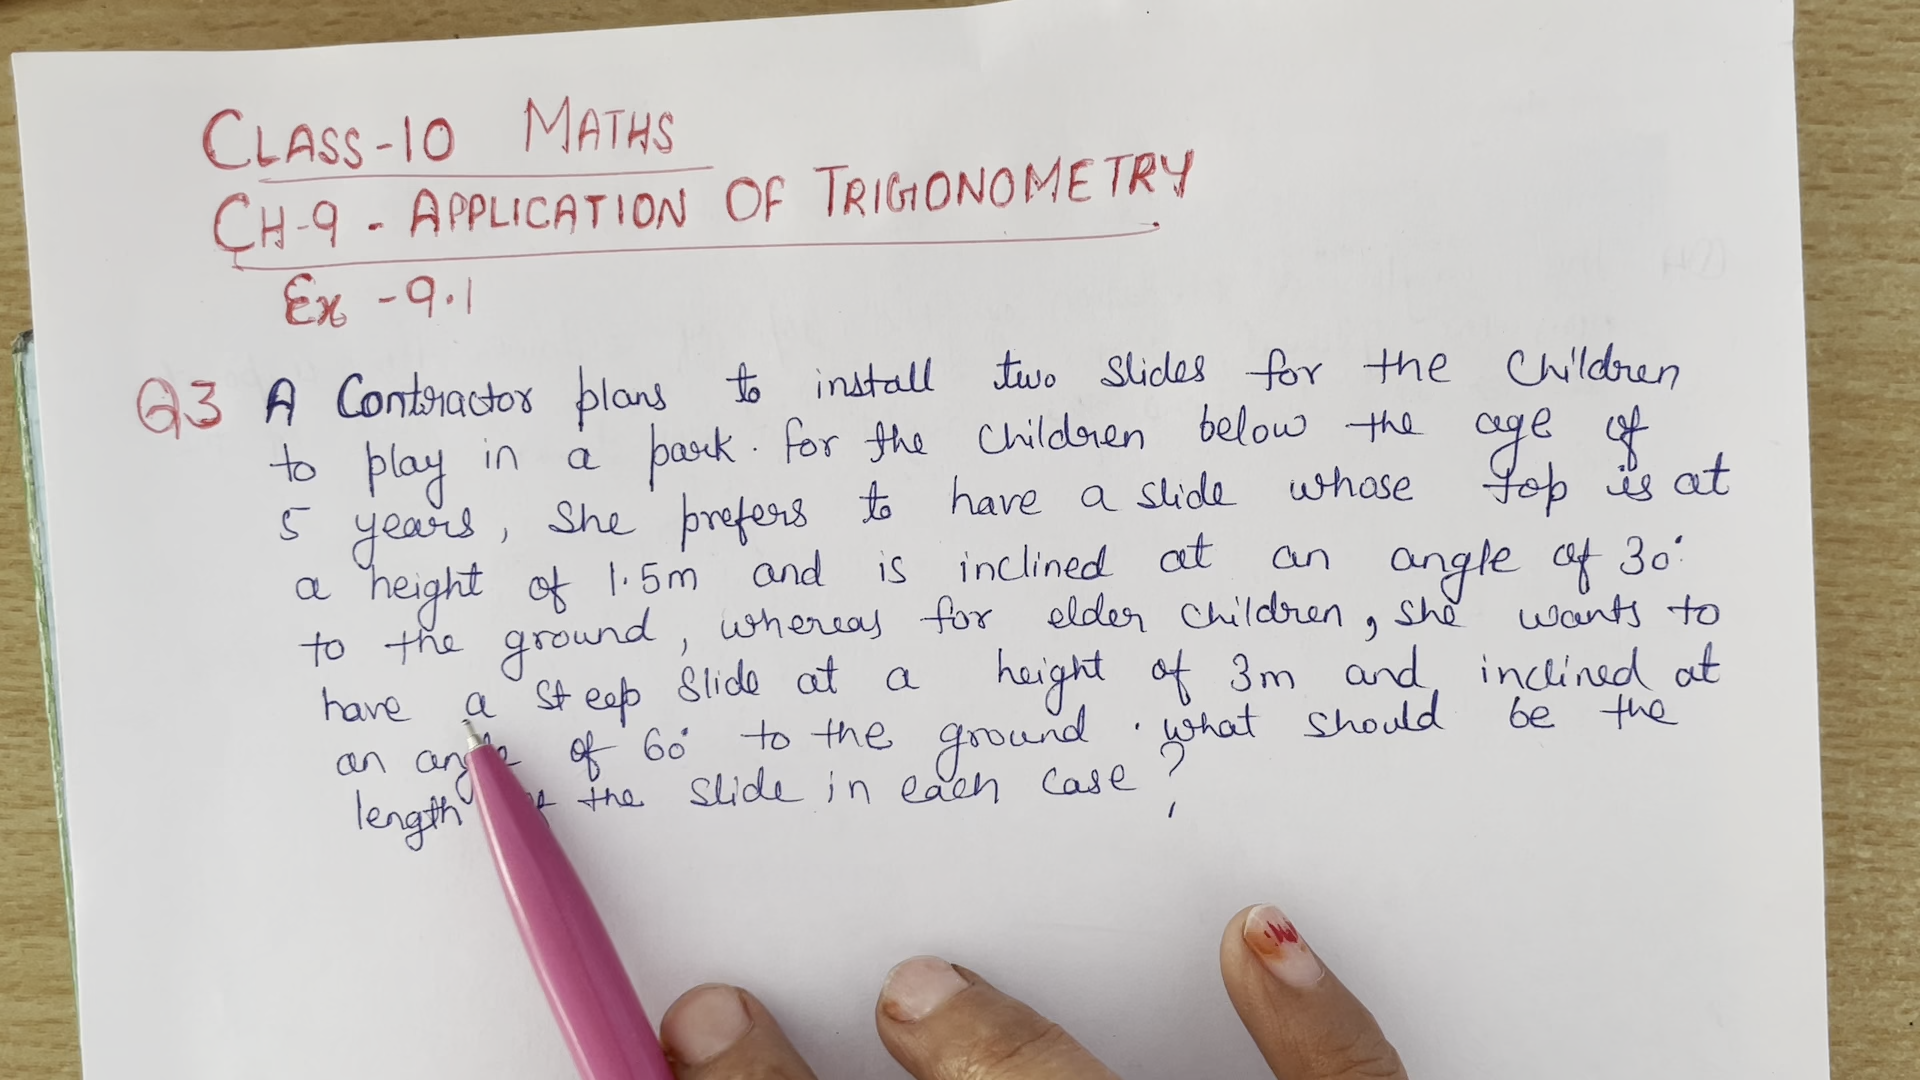 CLASS-10 MATHS
CH-9 - APPLICATION OF TRIGONOMETRY
Ex - 9.1
Q3 A Contractor plans to install two slides for the children
to play in a park. for the children below the age of
5 years, she prefers to have a slide whose top is at
a height of 1.5m and is inclined at an angle of 30°
to the ground, whereas for elder children, she wants to
have a steep slide at a height of 3m and inclined at
an angle of 60° to the ground. what should be the
length the slide in each case?